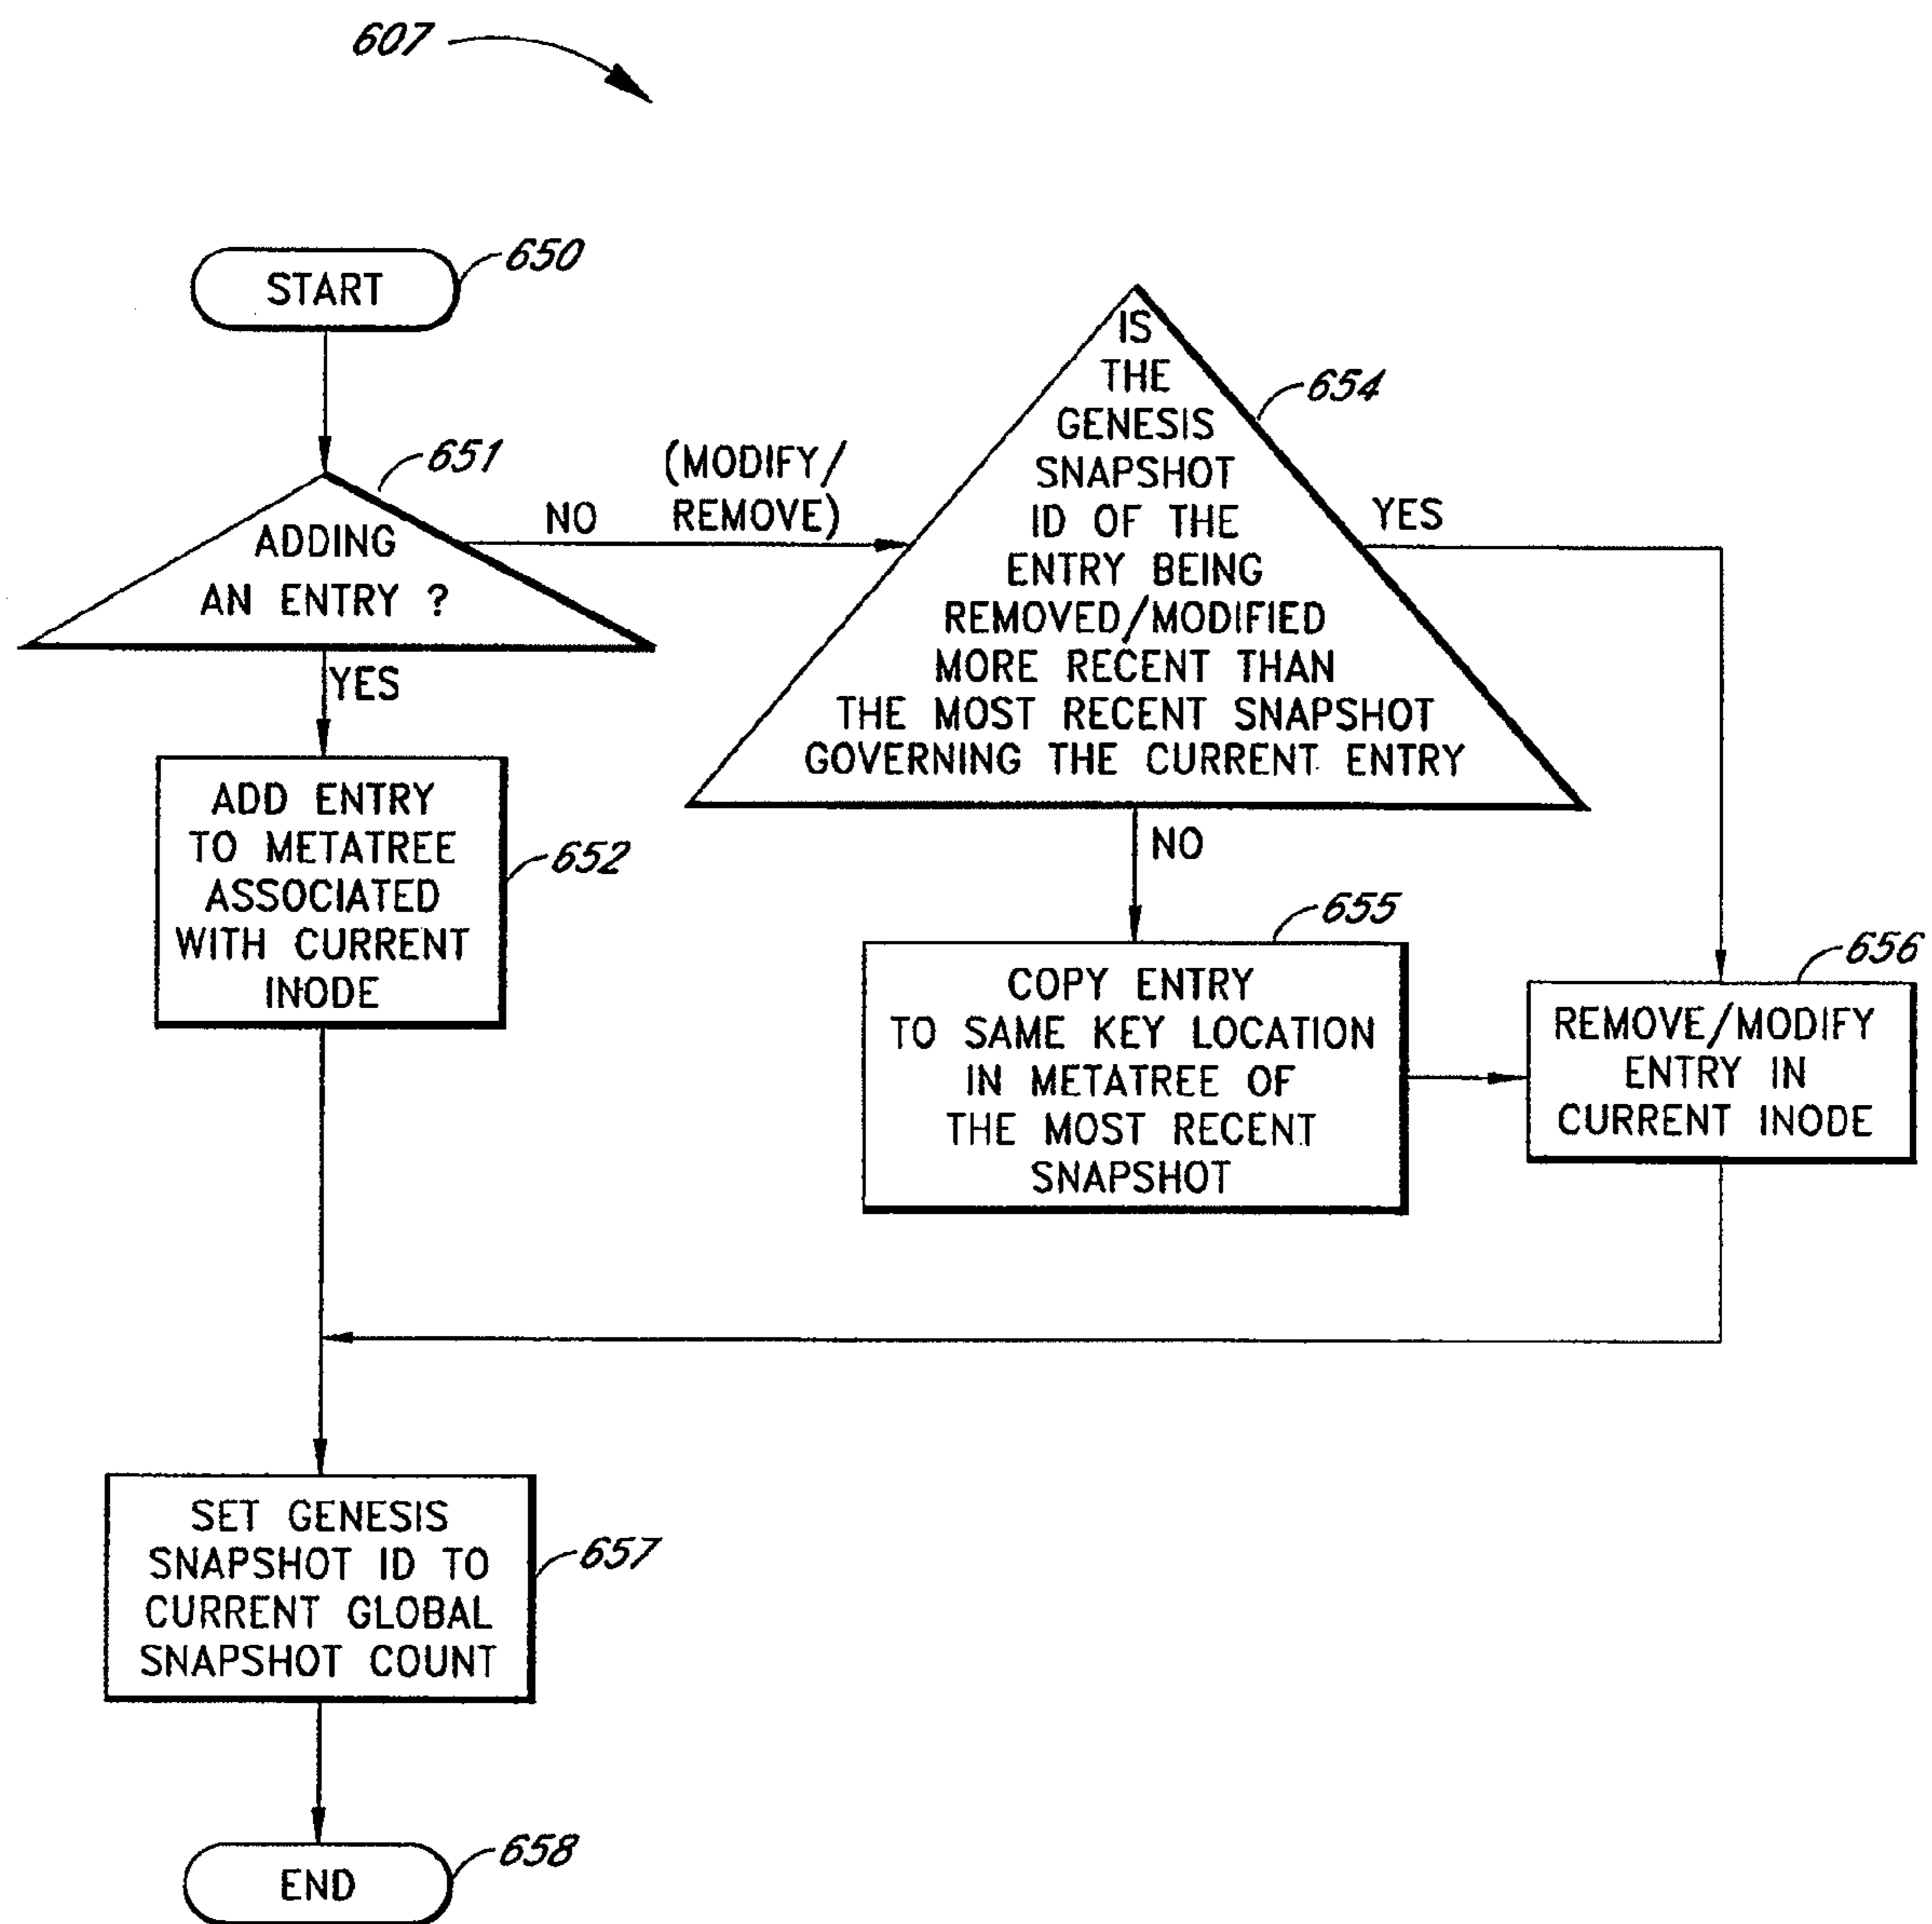 607
START
650
ADDING
AN ENTRY ?
651
NO
(MODIFY/
REMOVE)
YES
ADD ENTRY
TO METATREE
ASSOCIATED
WITH CURRENT
INODE
652
IS
THE
GENESIS
SNAPSHOT
ID OF THE
ENTRY BEING
REMOVED/MODIFIED
MORE RECENT THAN
THE MOST RECENT SNAPSHOT
GOVERNING THE CURRENT ENTRY
654
YES
NO
COPY ENTRY
TO SAME KEY LOCATION
IN METATREE OF
THE MOST RECENT
SNAPSHOT
655
REMOVE/MODIFY
ENTRY IN
CURRENT INODE
656
SET GENESIS
SNAPSHOT ID TO
CURRENT GLOBAL
SNAPSHOT COUNT
657
END
658